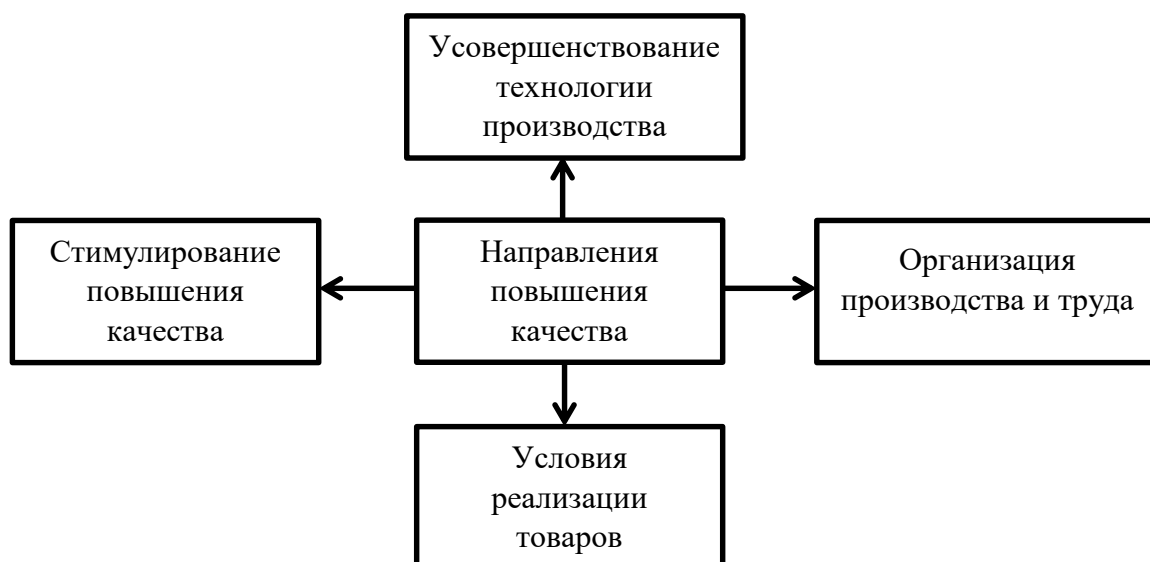 Усовершенствование
технологии
производства
Стимулирование
повышения
качества
Направления
повышения
качества
Организация
производства и труда
Условия
реализации
товаров